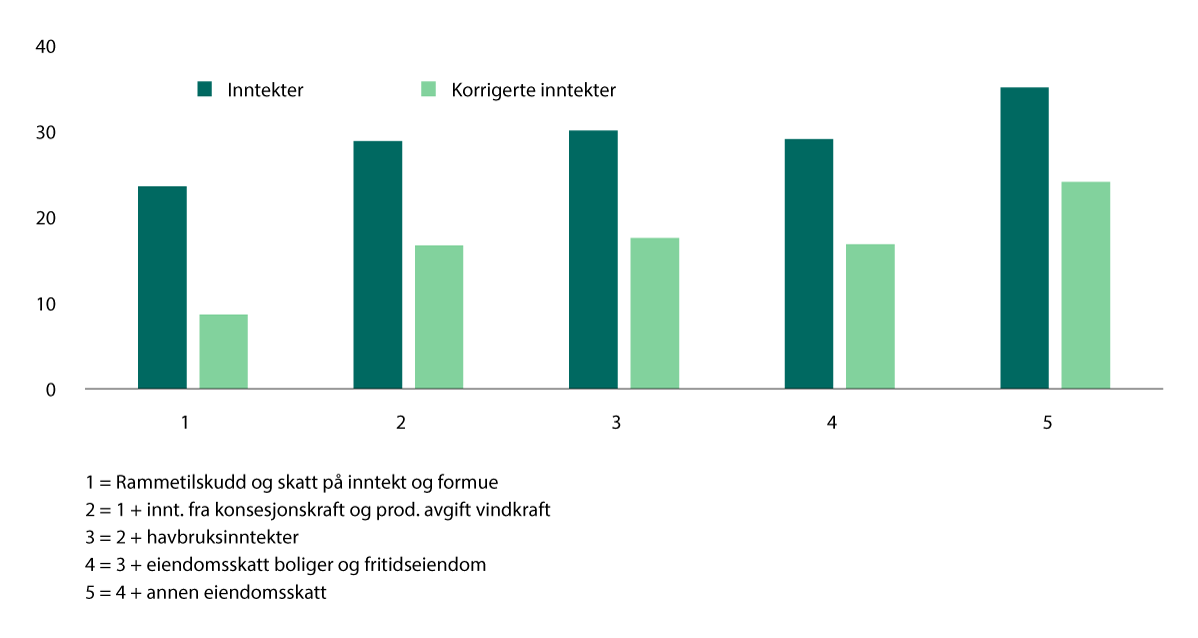 40
Inntekter
Korrigerte inntekter
30
20
10
0
1
2
3
4
5
1 = Rammetilskudd og skatt på inntekt og formue
2 = 1 + innt. fra konsesjonskraft og prod. avgift vindkraft
3 = 2 + havbruksinntekter
4 = 3 + eiendomsskatt boliger og fritidseiendom
5 = 4 + annen eiendomsskatt